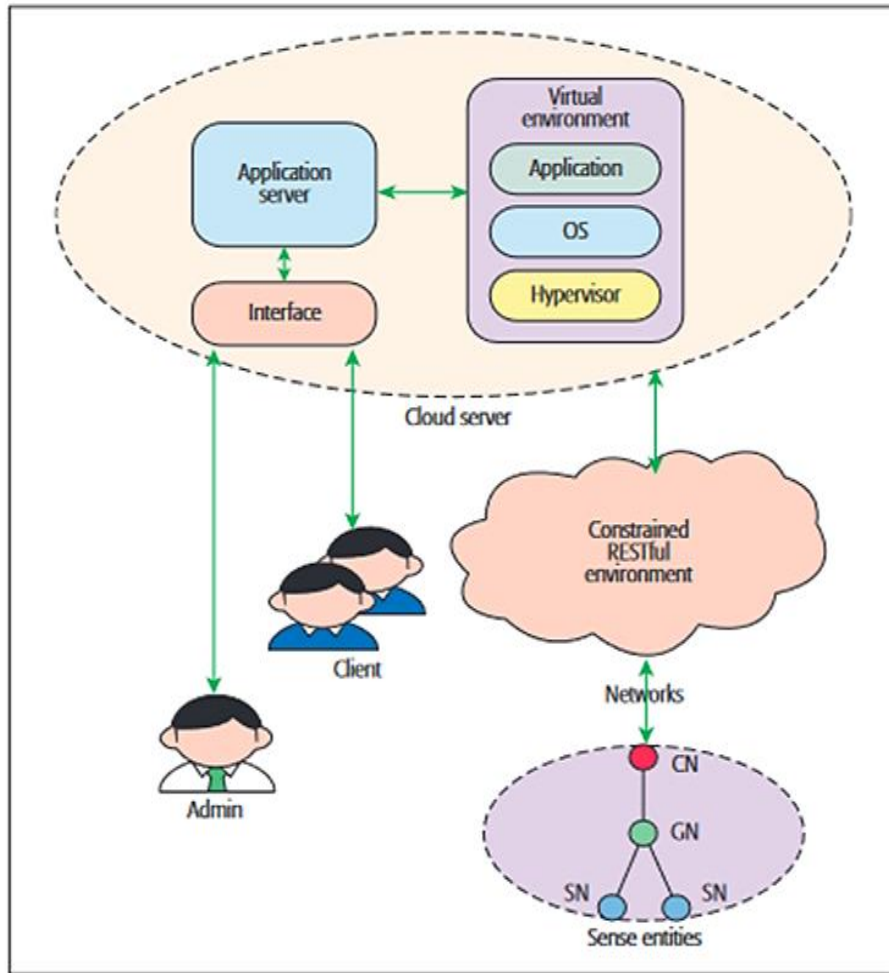 Virtual
environment
Application
server
Application
OS
Hypervisor
Interface
Cloud server
Constrained
RESTful
environment
Client
Networks
Admin
CN
GN
SN
SN
Sense entities